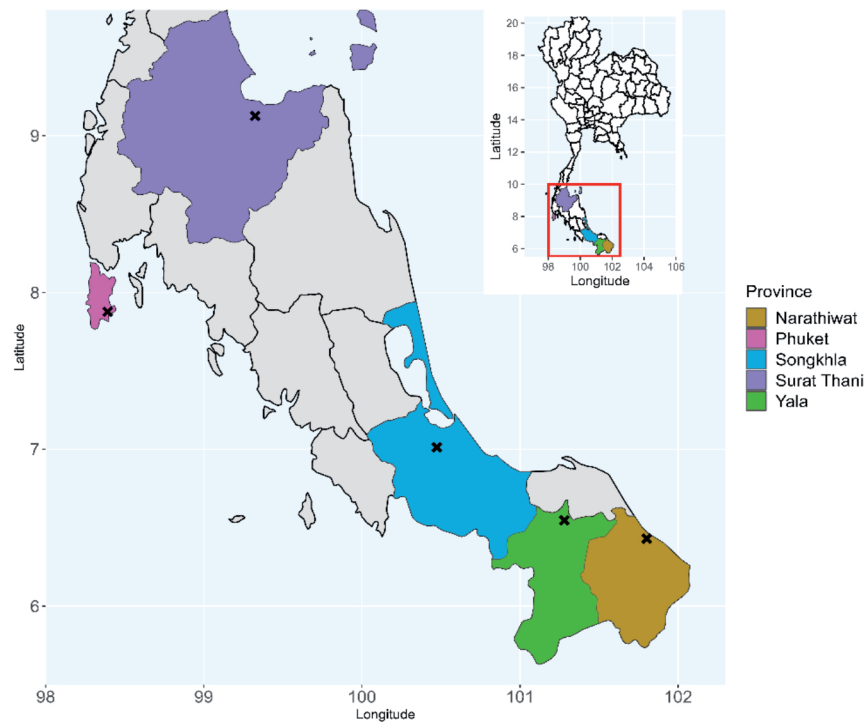 20
18
16
14
12
10
8
6
Latitude
98 100 102 104 106
Longitude
9
8
7
6
Latitude
98 99 100 101 102
Longitude
Province
Narathiwat
Phuket
Songkhla
Surat Thani
Yala